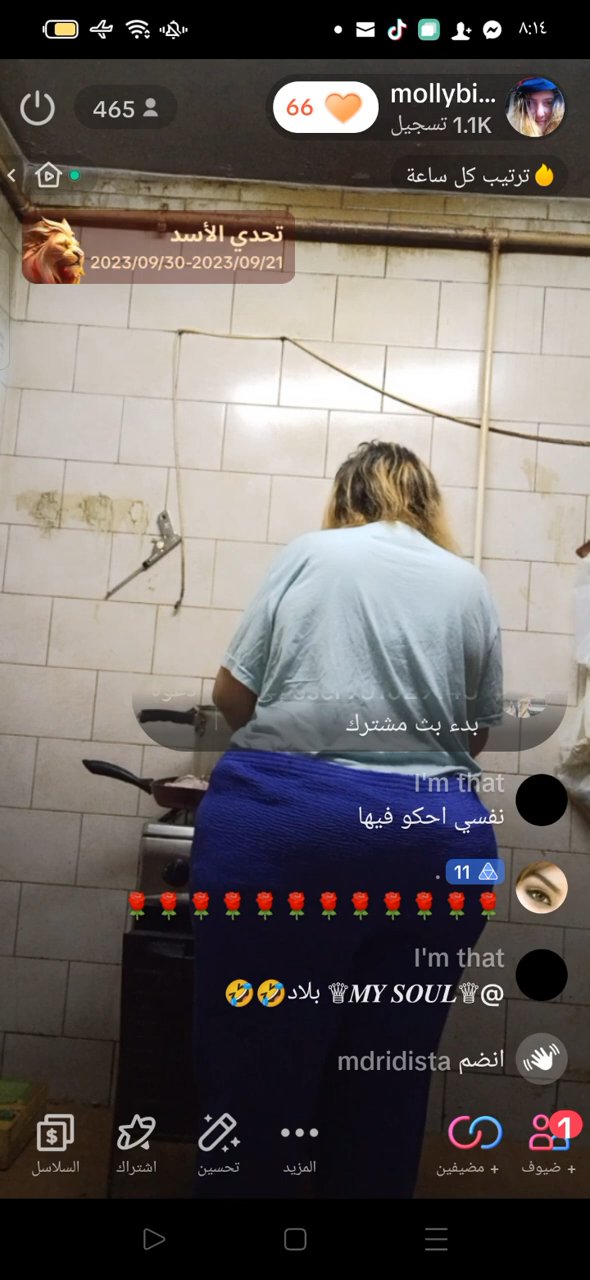 ٨:١٤
mollybi...
1.1K تسجيل
66
465
ترتيب كل ساعة
تحدي الأسد
2023/09/30-2023/09/21
بدء بث مشترك
I'm that
نفسي احكو فيها
11 .
🌹🌹🌹🌹🌹🌹🌹🌹🌹🌹🌹🌹
I'm that
@♕MY SOUL♕ بلاد🤣🤣
mdridista انضم
1
+ ضيوف
+ مضيفين
المزيد
تحسين
اشتراك
السلاسل